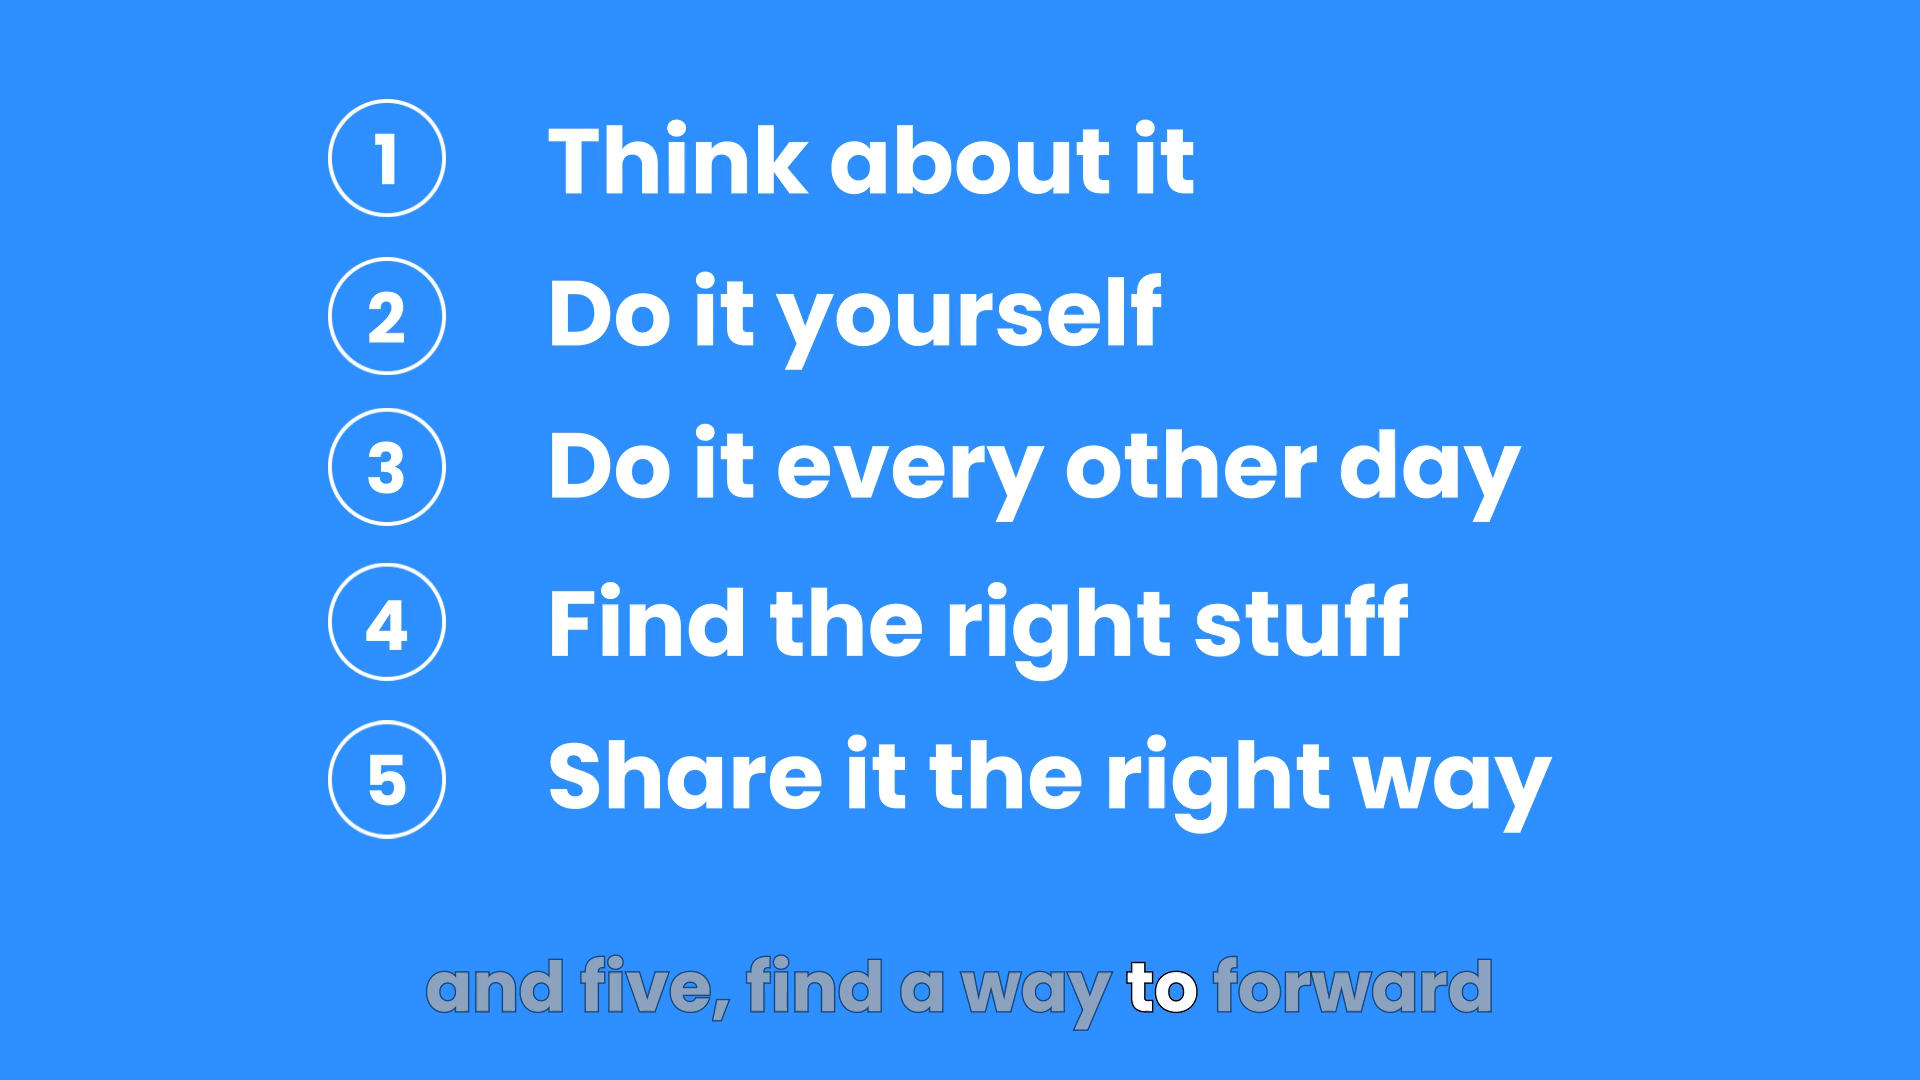 1 Think about it
2 Do it yourself
3 Do it every other day
4 Find the right stuff
5 Share it the right way
and five, find a way to forward